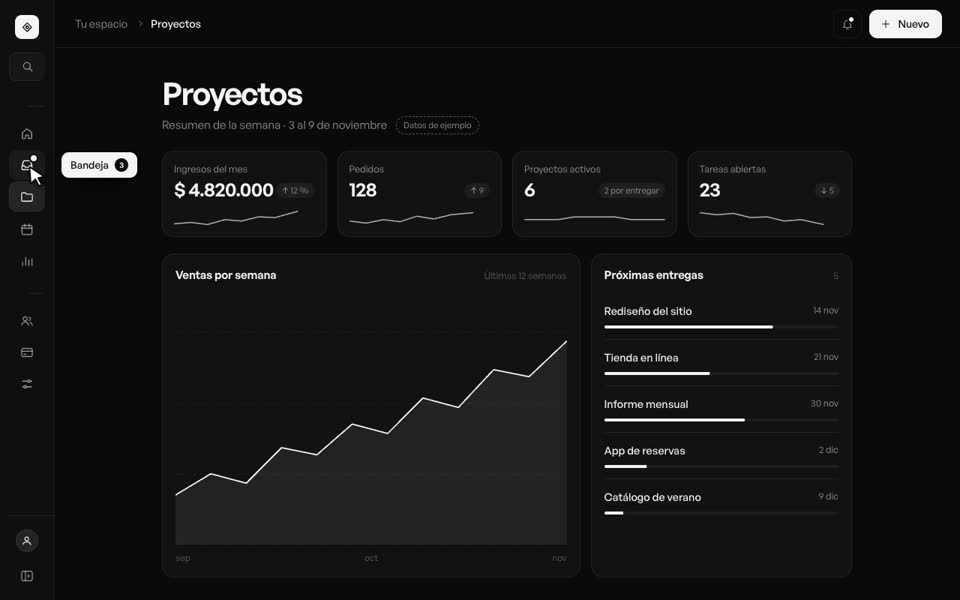 Tu espacio > Proyectos
+ Nuevo
Bandeja 3
Proyectos
Resumen de la semana · 3 al 9 de noviembre Datos de ejemplo
Ingresos del mes
$ 4.820.000 ↑ 12 %
Pedidos
128 ↑ 9
Proyectos activos
6 2 por entregar
Tareas abiertas
23 ↓ 5
Ventas por semana Últimas 12 semanas
sep oct nov
Próximas entregas 5
Rediseño del sitio 14 nov
Tienda en línea 21 nov
Informe mensual 30 nov
App de reservas 2 dic
Catálogo de verano 9 dic